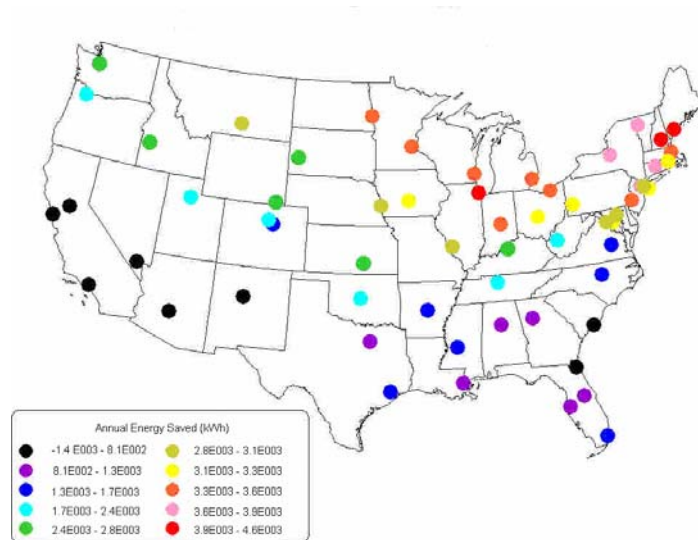 Annual Energy Saved (kWh)
-1.4 E003 - 8.1E002
8.1E002 - 1.3E003
1.3E003 - 1.7E003
1.7E003 - 2.4E003
2.4E003 - 2.8E003
2.8E003 - 3.1E003
3.1E003 - 3.3E003
3.3E003 - 3.6E003
3.6E003 - 3.9E003
3.9E003 - 4.6E003